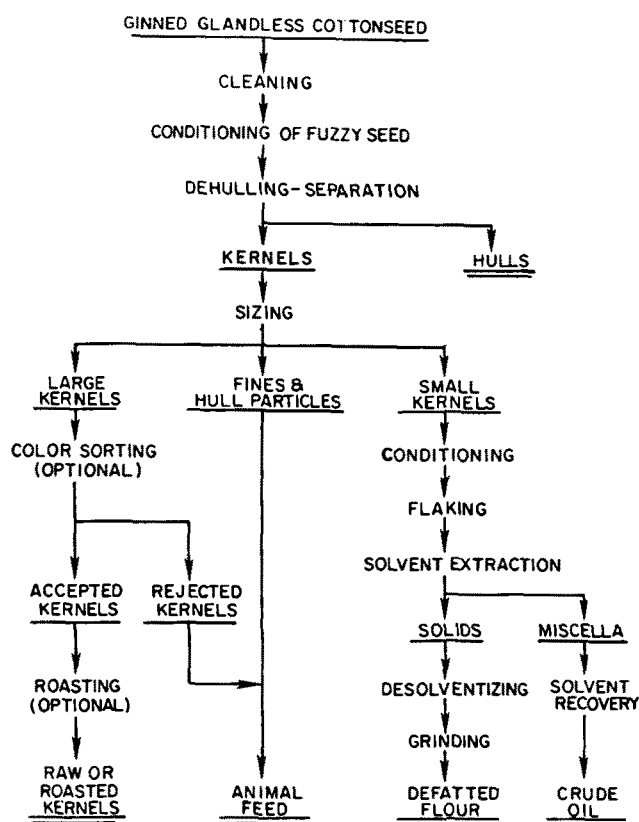 GINNED GLANDLESS COTTONSEED
CLEANING
CONDITIONING OF FUZZY SEED
DEHULLING-SEPARATION
KERNELS
HULLS
SIZING
LARGE
KERNELS
FINES &
HULL PARTICLES
SMALL
KERNELS
COLOR SORTING
(OPTIONAL)
CONDITIONING
FLAKING
SOLVENT EXTRACTION
ACCEPTED
KERNELS
REJECTED
KERNELS
SOLIDS
MISCELLA
ROASTING
(OPTIONAL)
DESOLVENTIZING
SOLVENT
RECOVERY
GRINDING
RAW OR
ROASTED
KERNELS
ANIMAL
FEED
DEFATTED
FLOUR
CRUDE
OIL